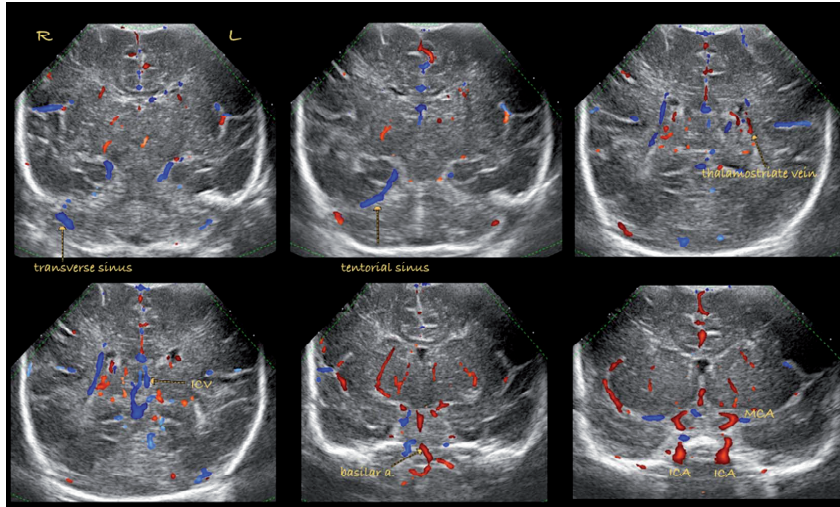 R
L
thalamostriate vein
transverse sinus
tentorial sinus
ICV
basilar a
MCA
ICA
ICA